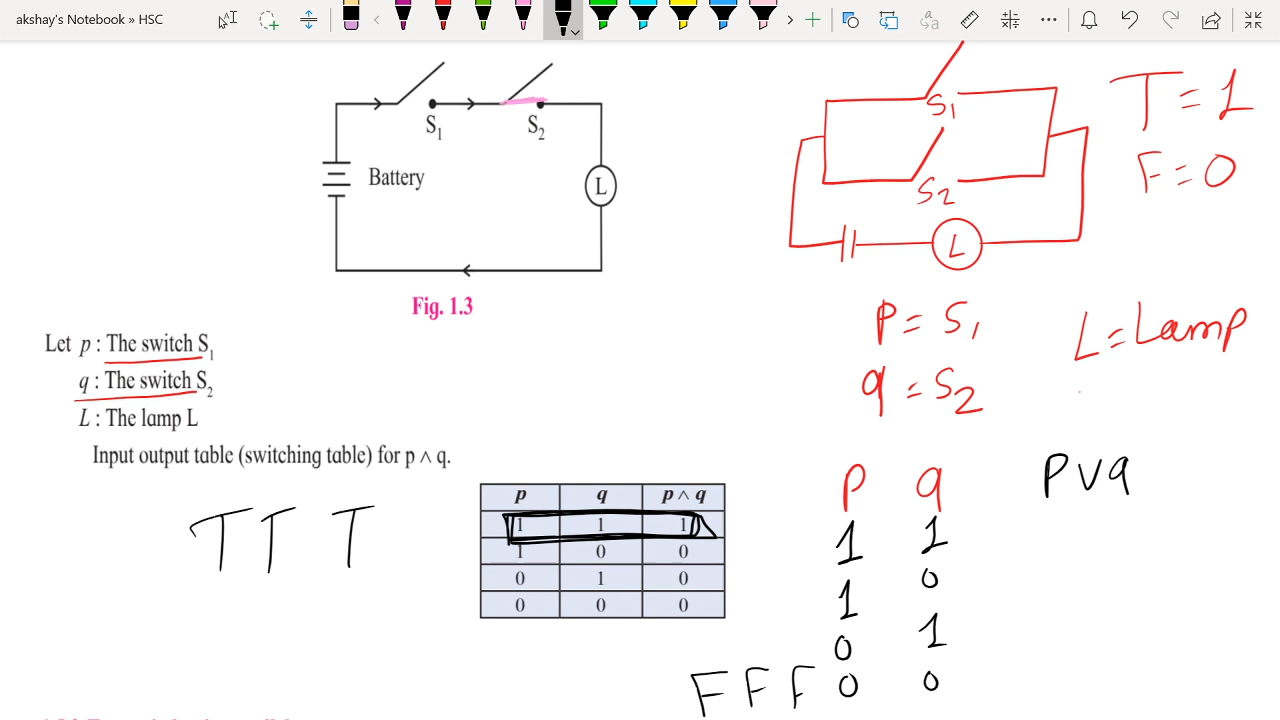 akshay's Notebook » HSC
S1
S2
Battery
L
Fig. 1.3
Let p : The switch S1
q : The switch S2
L : The lamp L
Input output table (switching table) for p ∧ q.
p q p ∧ q
1 1 1
1 0 0
0 1 0
0 0 0
T T T
S1
S2
L
T = 1
F = 0
p = S1
q = S2
L = Lamp
p q p∨q
1 1
1 0
0 1
F F F 0 0